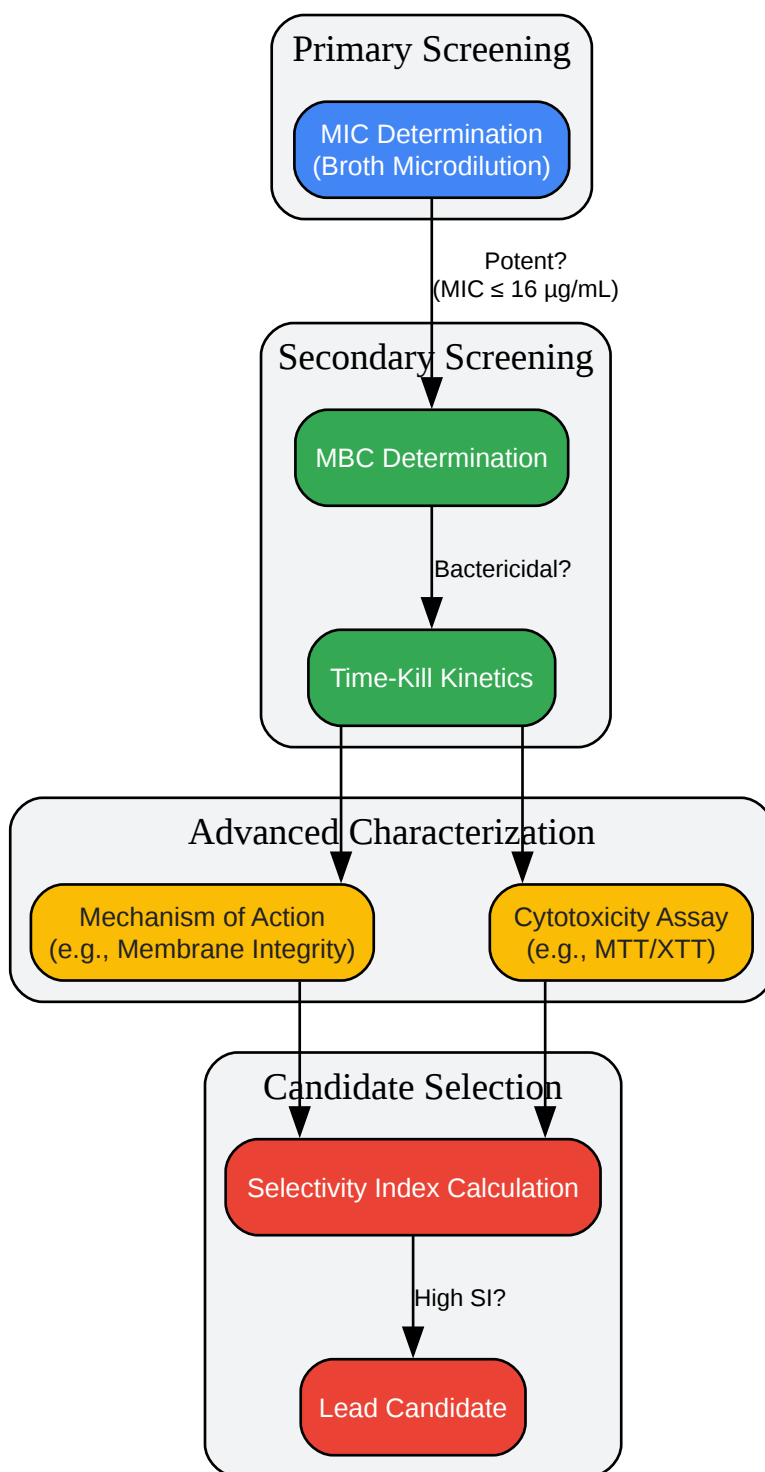 Primary Screening
MIC Determination
(Broth Microdilution)
Potent?
(MIC ≤ 16 µg/mL)
Secondary Screening
MBC Determination
Bactericidal?
Time-Kill Kinetics
Advanced Characterization
Mechanism of Action
(e.g., Membrane Integrity)
Cytotoxicity Assay
(e.g., MTT/XTT)
Candidate Selection
Selectivity Index Calculation
High SI?
Lead Candidate